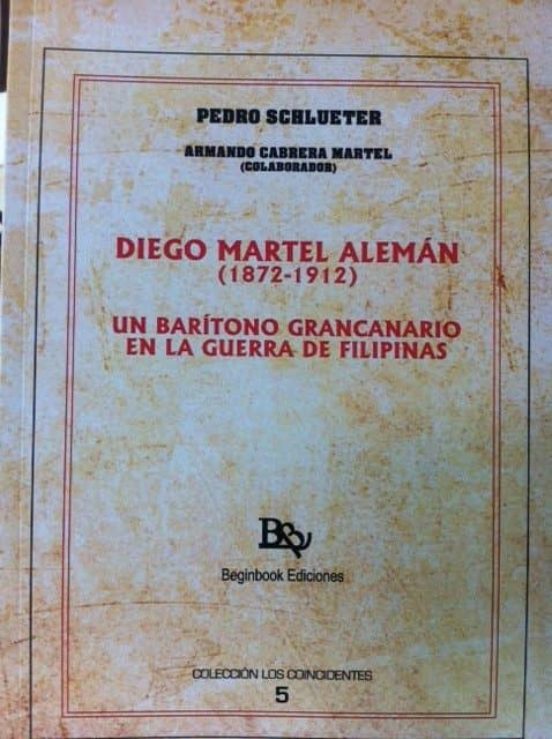 PEDRO SCHLUETER
ARMANDO CABRERA MARTEL
(COLABORADOR)
DIEGO MARTEL ALEMÁN
(1872-1912)
UN BARÍTONO GRANCANARIO
EN LA GUERRA DE FILIPINAS
B&
Beginbook Ediciones
COLECCIÓN LOS COINCIDENTES
5